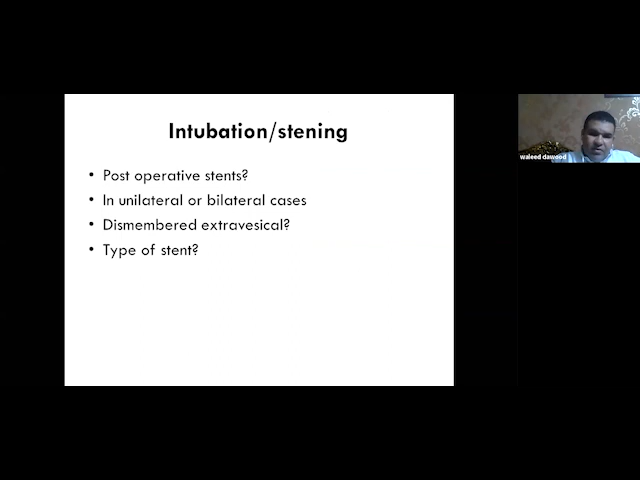 Intubation/stening
• Post operative stents?
• In unilateral or bilateral cases
• Dismembered extravesical?
• Type of stent?
waleed dawood